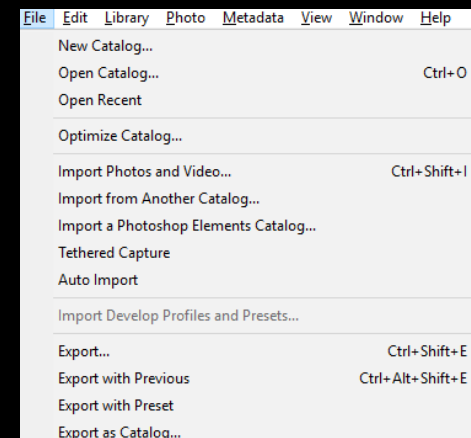 File Edit Library Photo Metadata View Window Help
New Catalog...
Open Catalog... Ctrl+O
Open Recent
Optimize Catalog...
Import Photos and Video... Ctrl+Shift+I
Import from Another Catalog...
Import a Photoshop Elements Catalog...
Tethered Capture
Auto Import
Import Develop Profiles and Presets...
Export... Ctrl+Shift+E
Export with Previous Ctrl+Alt+Shift+E
Export with Preset
Export as Catalog...